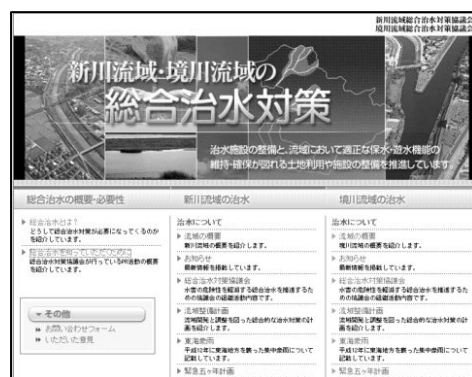 新川流域総合治水対策協議会
境川流域総合治水対策協議会
新川流域・境川流域の
総合治水対策
治水施設の整備と、流域において適正な保水・遊水機能の
維持・確保が図れる土地利用や施設の整備を推進しています。
総合治水の概要・必要性
総合治水とは?
どうして総合治水対策が必要になってくるのか
を紹介しています。
総合治水を知っていただくために
総合治水対策協議会が行っているPR活動の概要
を紹介しています。
その他
お問い合わせフォーム
いただいた意見
新川流域の治水
治水について
流域の概要
新川流域の概要を紹介します。
お知らせ
最新情報を掲載しています。
総合治水対策協議会
水害の危険性を軽減する総合治水を推進するた
めの協議会の組織活動内容です。
流域整備計画
流域開発と調整を図った総合的な治水対策の計
画を紹介します。
東海豪雨
平成12年に東海地方を襲った集中豪雨について
記載しています。
緊急五ヶ年計画
境川流域の治水
治水について
流域の概要
境川流域の概要を紹介します。
お知らせ
最新情報を掲載しています。
総合治水対策協議会
水害の危険性を軽減する総合治水を推進するた
めの協議会の組織活動内容です。
流域整備計画
流域開発と調整を図った総合的な治水対策の計
画を紹介します。
東海豪雨
平成12年に東海地方を襲った集中豪雨について
記載しています。
緊急五ヶ年計画